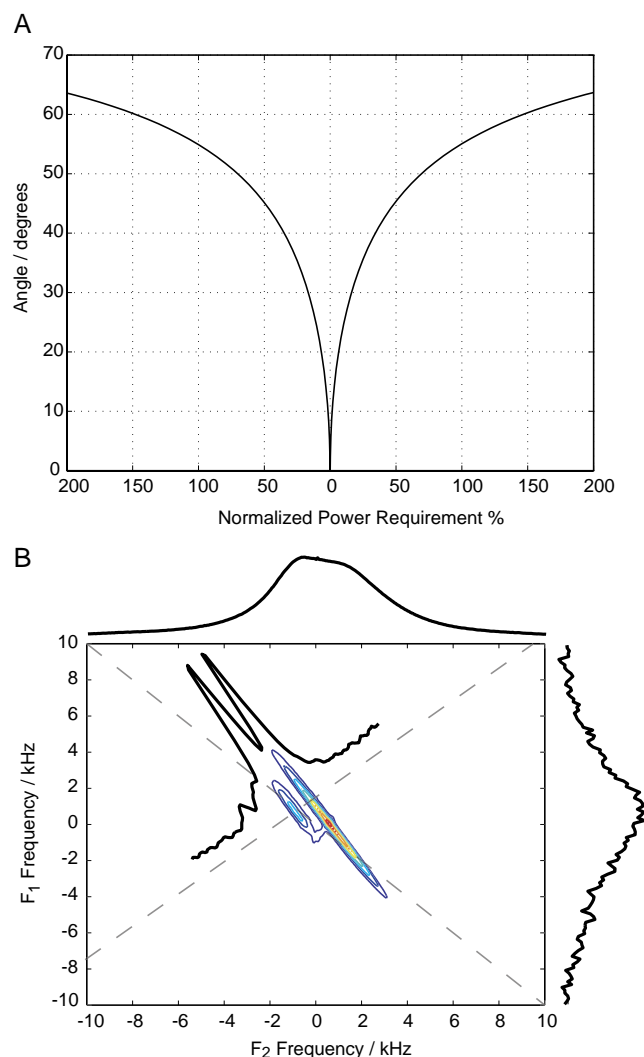 A
70
60
50
40
30
20
10
0
Angle / degrees
200 150 100 50 0 50 100 150 200
Normalized Power Requirement %
B
10
8
6
4
2
0
-2
-4
-6
-8
-10
F1 Frequency / kHz
-10 -8 -6 -4 -2 0 2 4 6 8 10
F2 Frequency / kHz